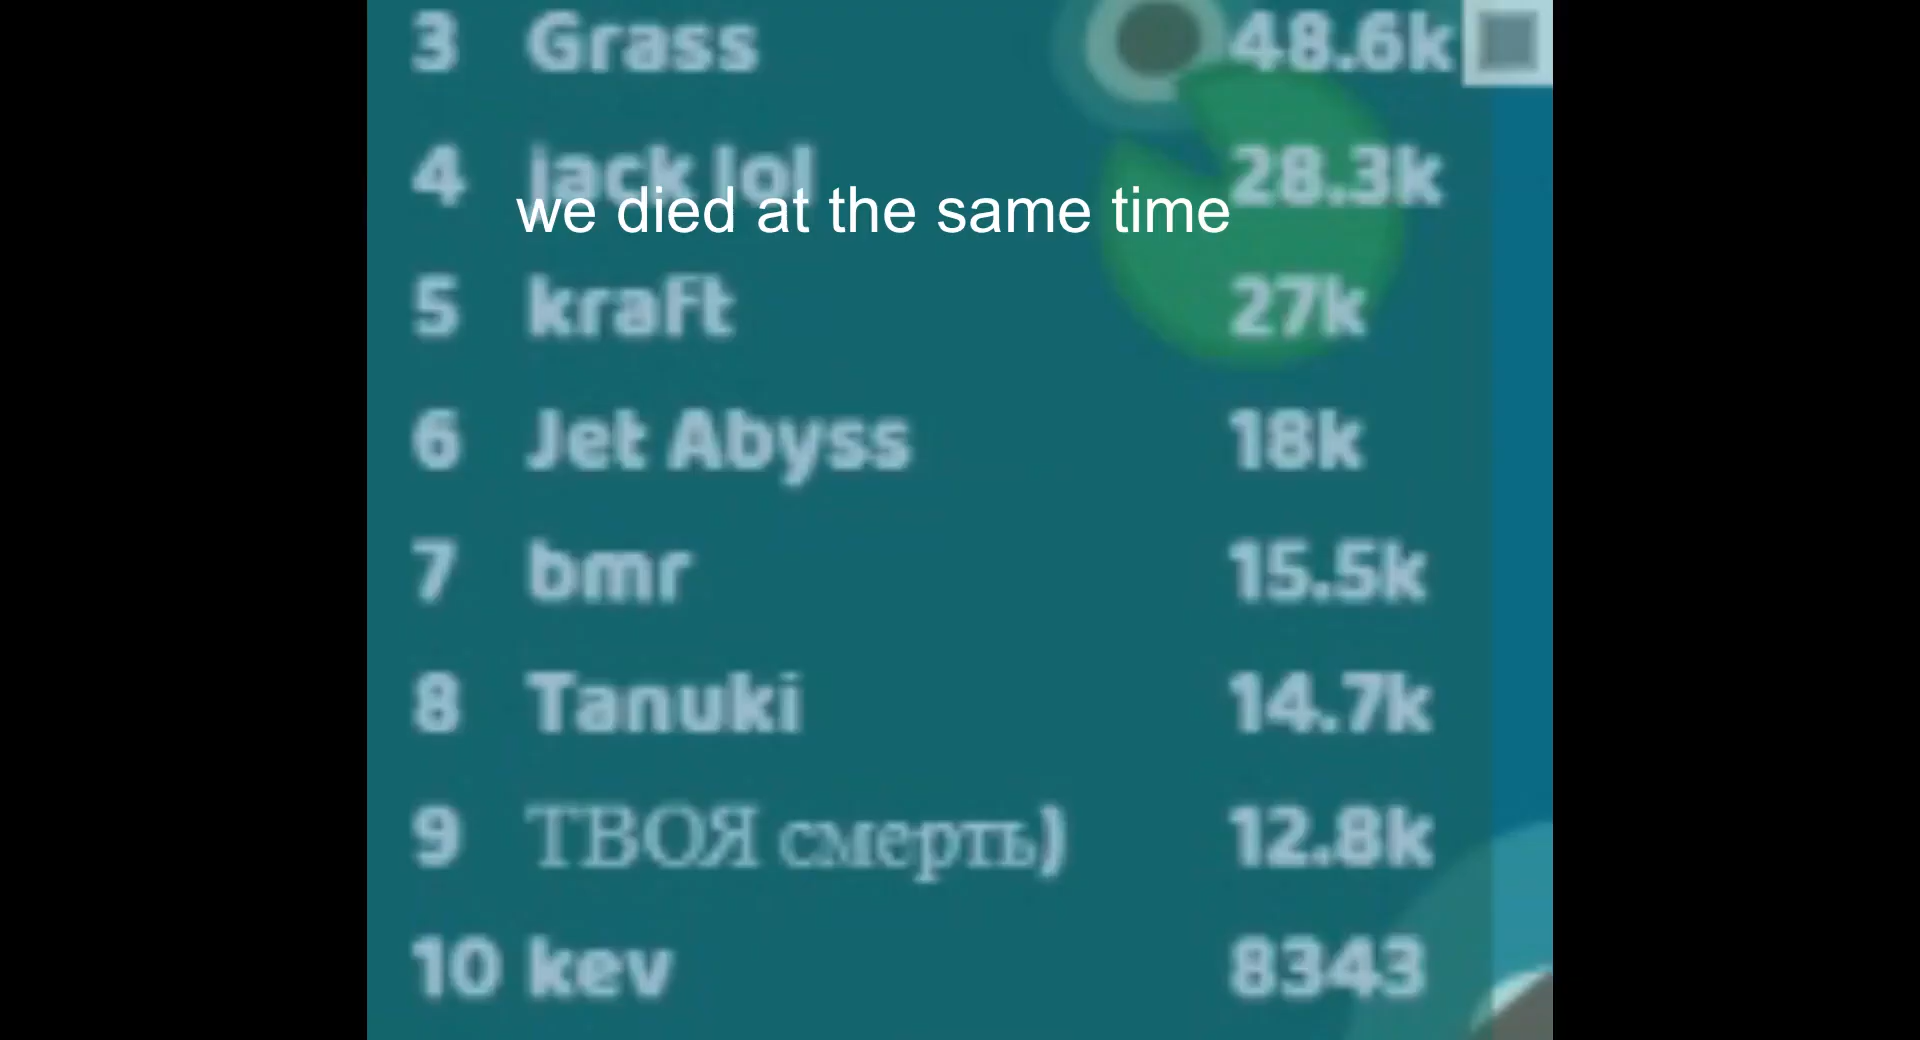 3 Grass 48.6k
4 jack lol 28.3k
we died at the same time
5 kraft 27k
6 Jet Abyss 18k
7 bmr 15.5k
8 Tanuki 14.7k
9 ТВОЯ смерть) 12.8k
10 kev 8343